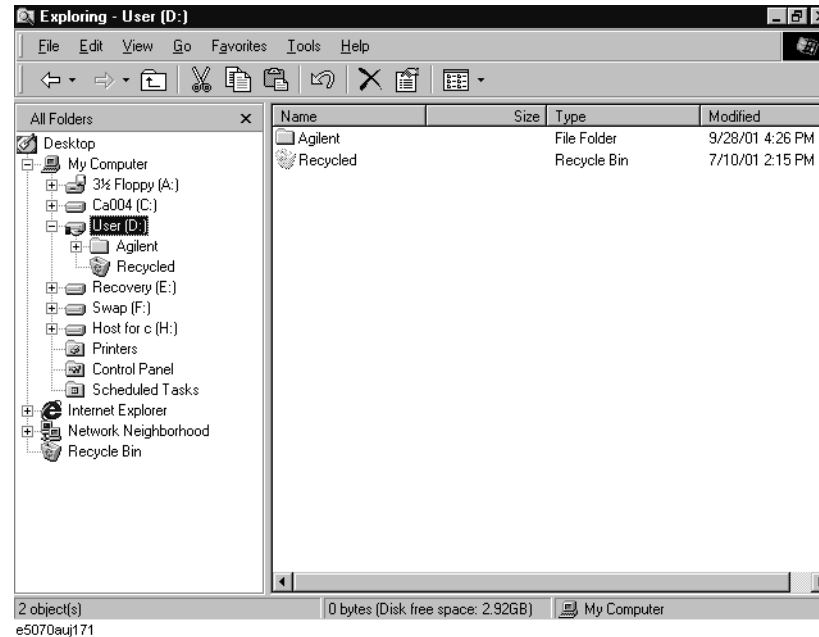 Exploring - User (D:)
File Edit View Go Favorites Tools Help
All Folders
Name Size Type Modified
Desktop
My Computer
3½ Floppy (A:)
Ca004 (C:)
User (D:)
Agilent
Recycled
Recovery (E:)
Swap (F:)
Host for c (H:)
Printers
Control Panel
Scheduled Tasks
Internet Explorer
Network Neighborhood
Recycle Bin
Agilent File Folder 9/28/01 4:26 PM
Recycled Recycle Bin 7/10/01 2:15 PM
2 object(s) 0 bytes (Disk free space: 2.92GB) My Computer
e5070auj171